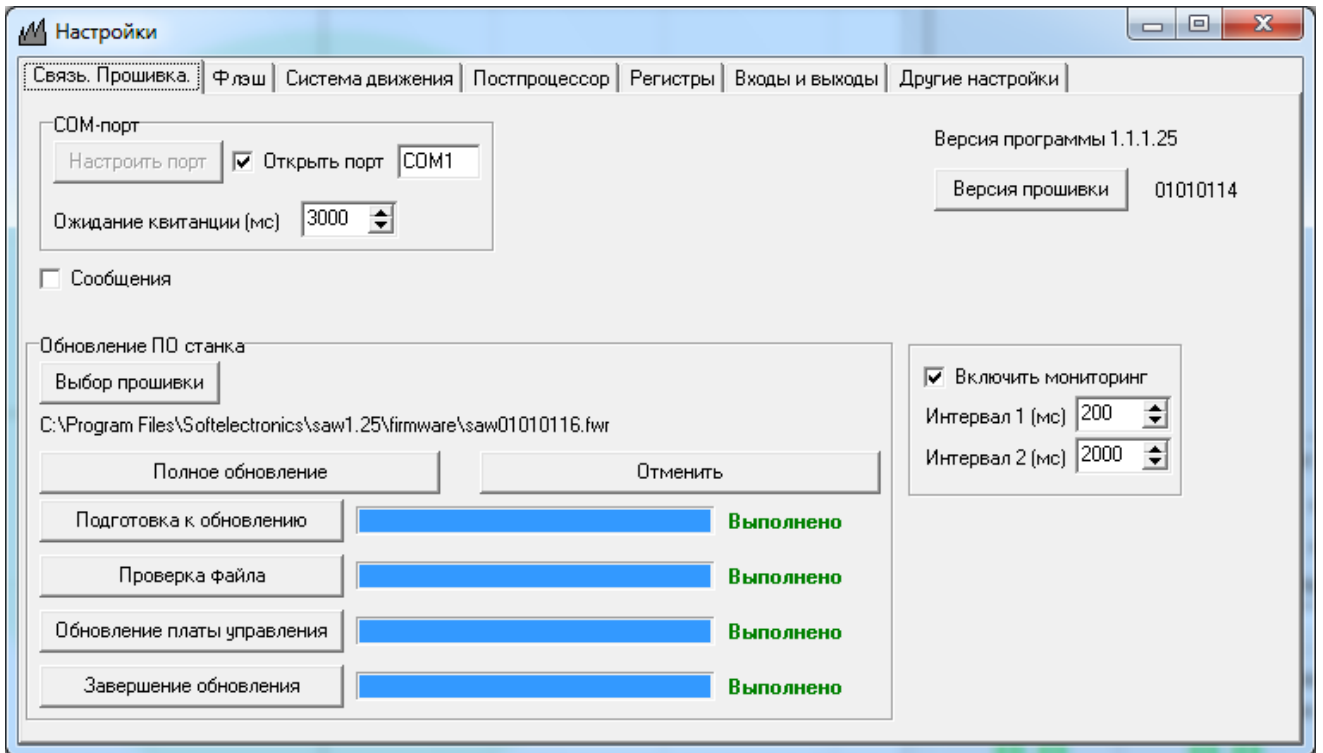 Настройки
Связь. Прошивка. Флэш Система движения Постпроцессор Регистры Входы и выходы Другие настройки
COM-порт
Настроить порт Открыть порт COM1
Ожидание квитанции (мс) 3000
Версия программы 1.1.1.25
Версия прошивки 01010114
Сообщения
Обновление ПО станка
Выбор прошивки
C:\Program Files\Softelectronics\saw1.25\firmware\saw01010116.fwr
Полное обновление Отменить
Подготовка к обновлению Выполнено
Проверка файла Выполнено
Обновление платы управления Выполнено
Завершение обновления Выполнено
Включить мониторинг
Интервал 1 (мс) 200
Интервал 2 (мс) 2000